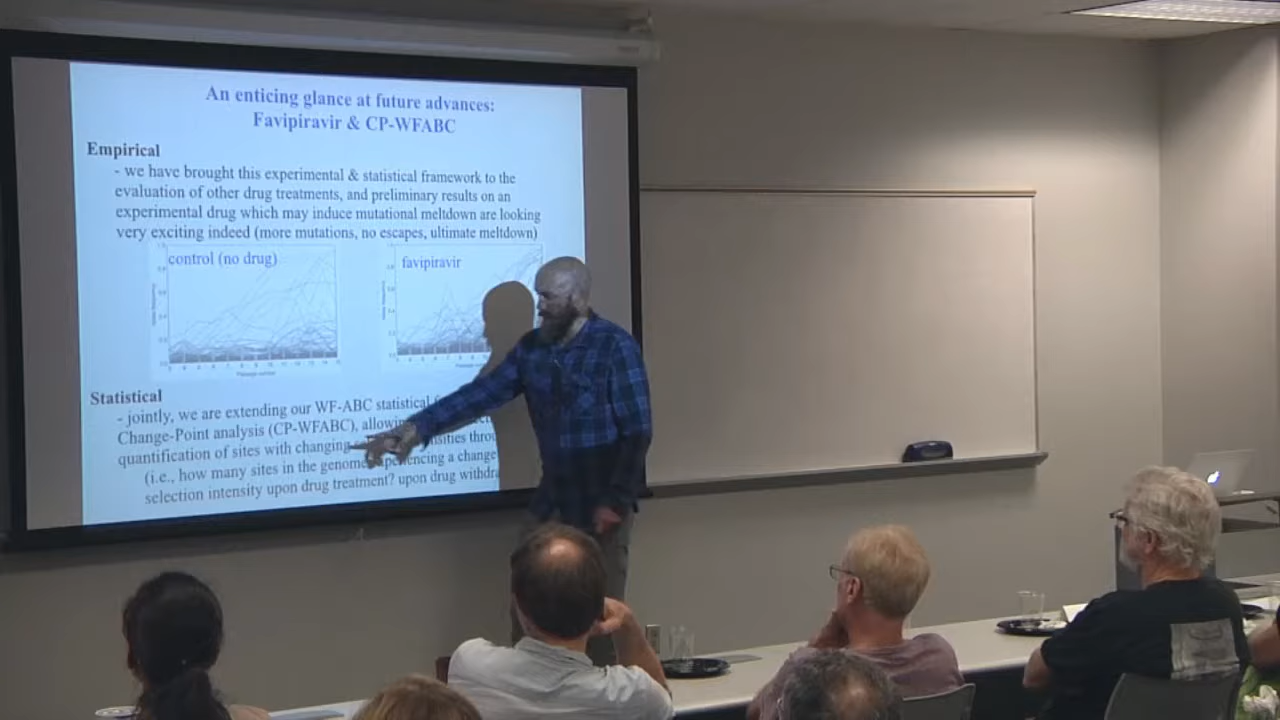 An enticing glance at future advances:
Favipiravir & CP-WFABC
Empirical
- we have brought this experimental & statistical framework to the
evaluation of other drug treatments, and preliminary results on an
experimental drug which may induce mutational meltdown are looking
very exciting indeed (more mutations, no escapes, ultimate meltdown)
control (no drug)
favipiravir
Passage number
Statistical
- jointly, we are extending our WF-ABC statistical
Change-Point analysis (CP-WFABC),
quantification of sites with changing
(i.e., how many sites in the genome a change
selection intensity upon drug treatment? upon drug